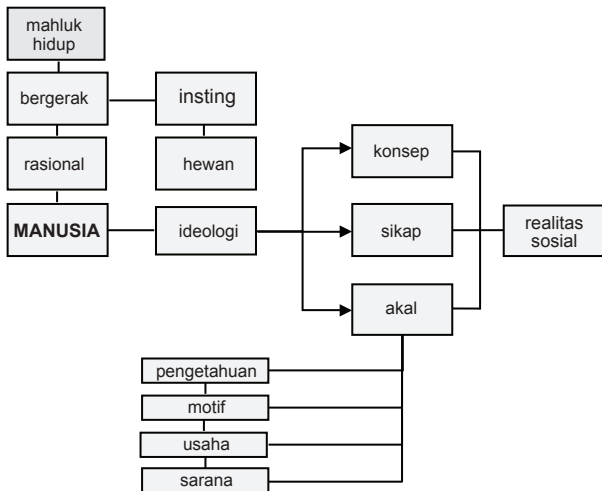 mahluk
hidup
bergerak
insting
konsep
rasional
hewan
MANUSIA
ideologi
sikap
realitas
sosial
akal
pengetahuan
motif
usaha
sarana